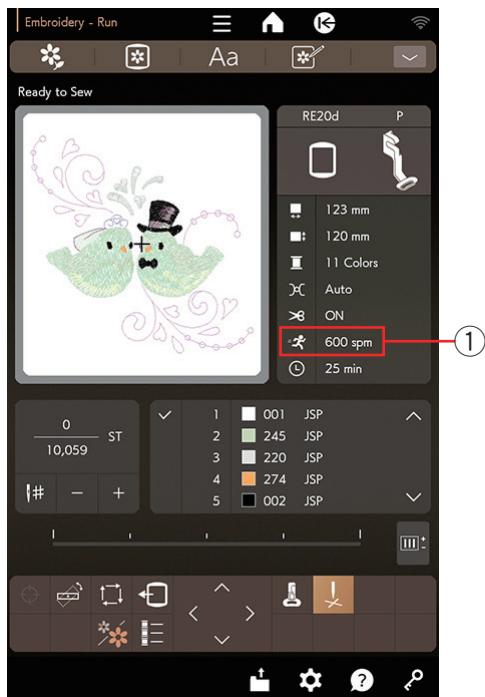 Embroidery - Run
Aa
Ready to Sew
RE20d P
123 mm
120 mm
11 Colors
Auto
ON
600 spm
1
25 min
0
10,059
ST
1 001 JSP
2 245 JSP
3 220 JSP
4 274 JSP
5 002 JSP
#
− +
?